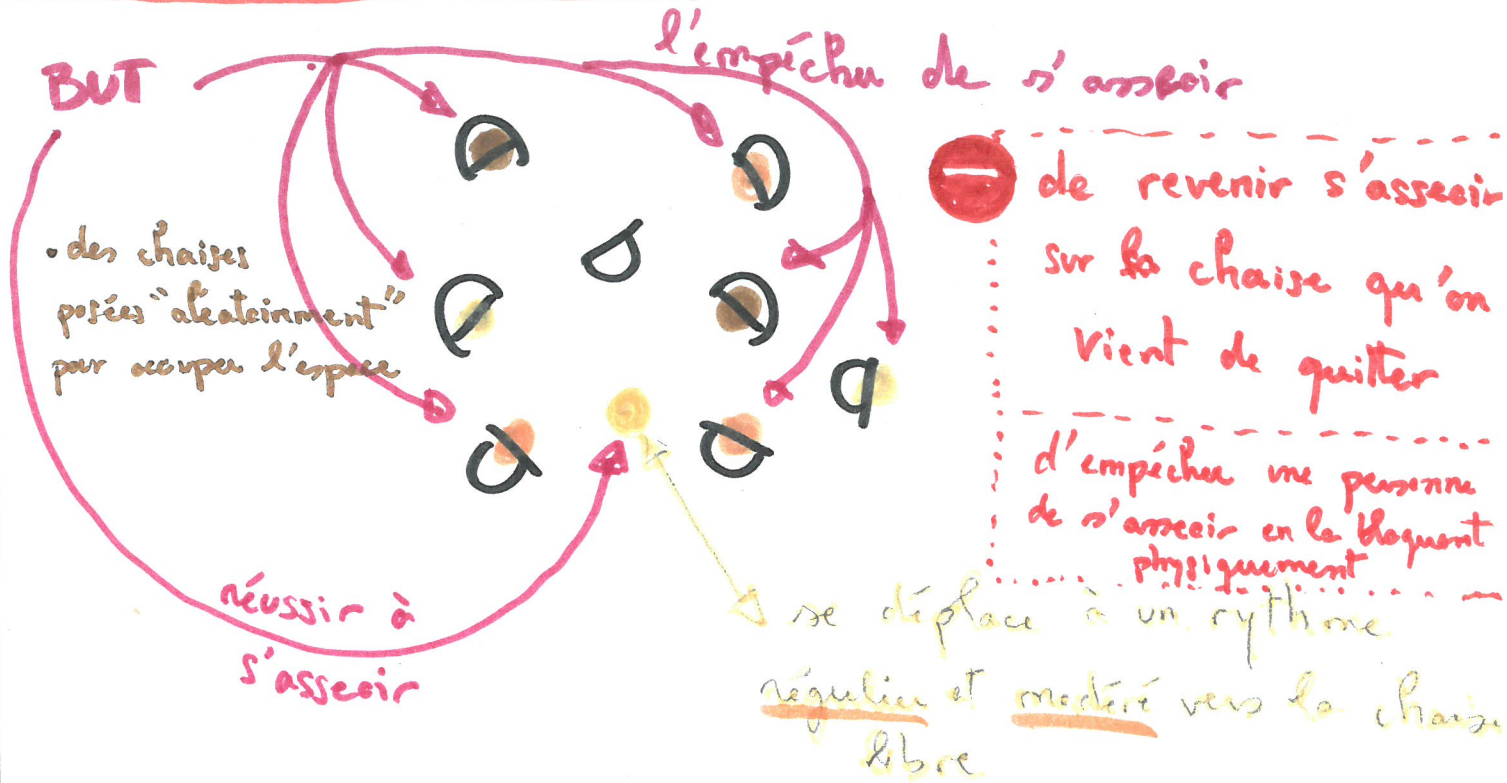 BUT
l'empêcher de s'asseoir
. des chaises
posées "aléatoirement"
pour occuper l'espace
de revenir s'asseoir
sur la chaise qu'on
vient de quitter
d'empêcher une personne
de s'asseoir en la bloquant
physiquement
réussir à
s'asseoir
se déplace à un rythme
régulier et modéré vers la chaise
libre